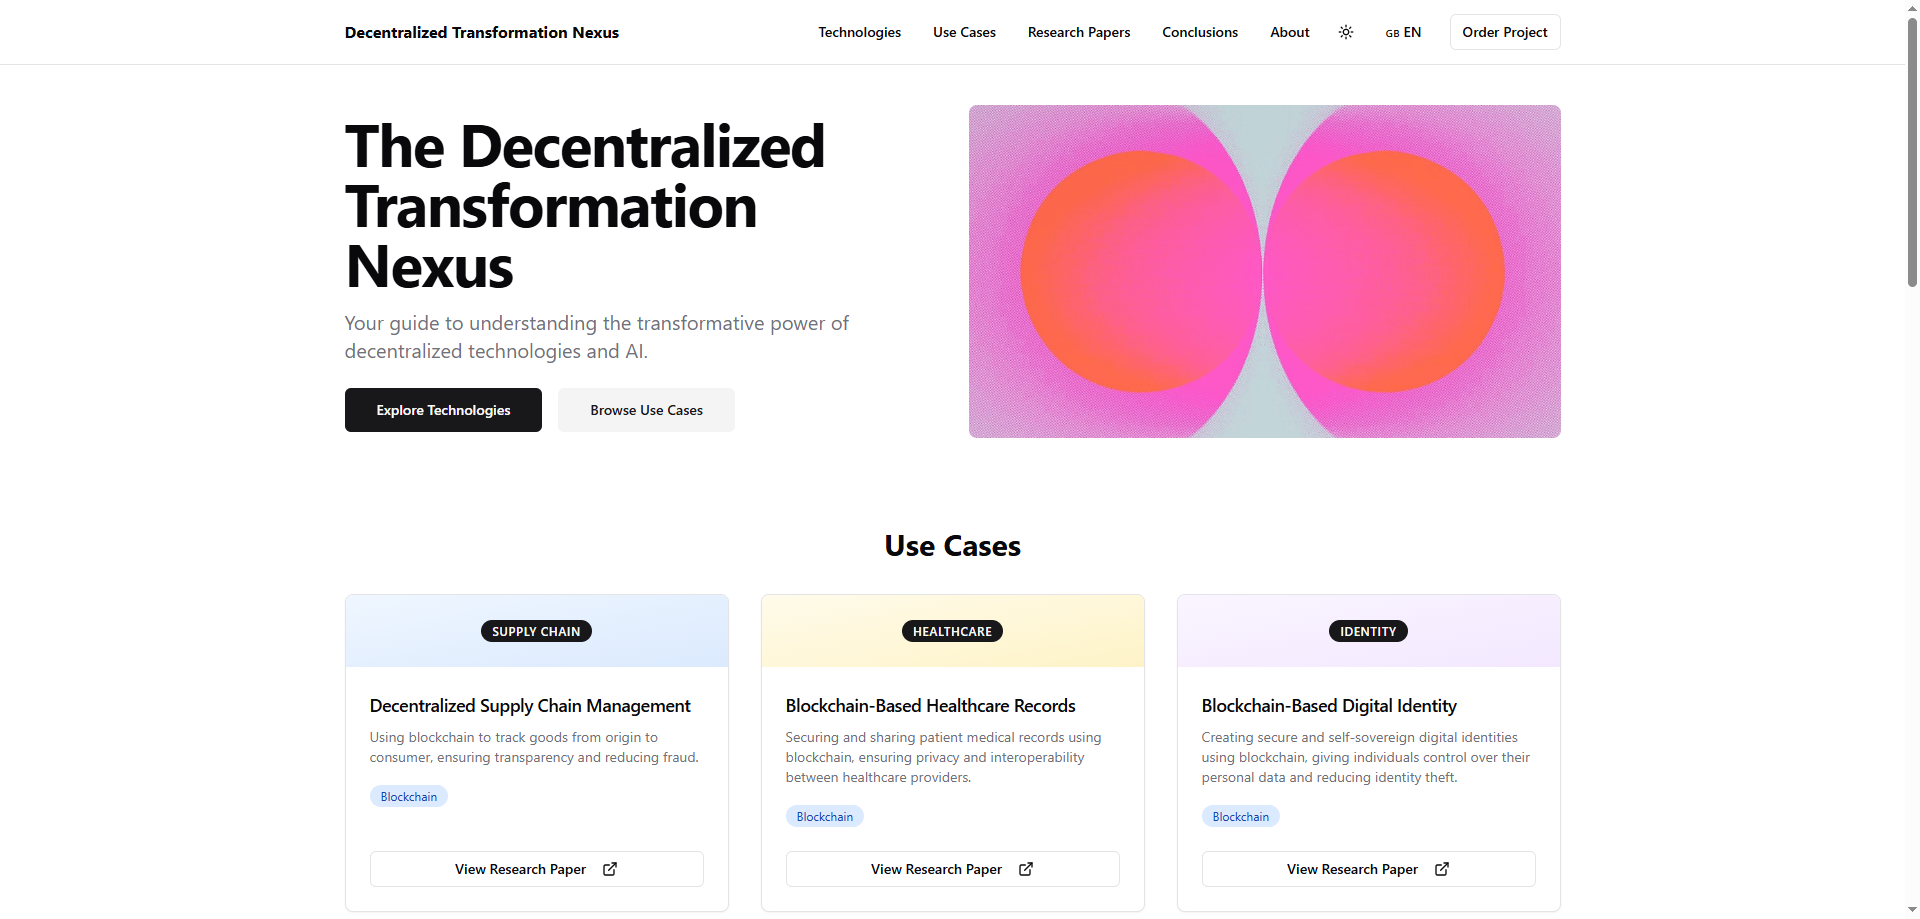 Decentralized Transformation Nexus
Technologies
Use Cases
Research Papers
Conclusions
About
GB EN
Order Project
The Decentralized
Transformation
Nexus
Your guide to understanding the transformative power of
decentralized technologies and AI.
Explore Technologies
Browse Use Cases
Use Cases
SUPPLY CHAIN
Decentralized Supply Chain Management
Using blockchain to track goods from origin to
consumer, ensuring transparency and reducing fraud.
Blockchain
View Research Paper
HEALTHCARE
Blockchain-Based Healthcare Records
Securing and sharing patient medical records using
blockchain, ensuring privacy and interoperability
between healthcare providers.
Blockchain
View Research Paper
IDENTITY
Blockchain-Based Digital Identity
Creating secure and self-sovereign digital identities
using blockchain, giving individuals control over their
personal data and reducing identity theft.
Blockchain
View Research Paper